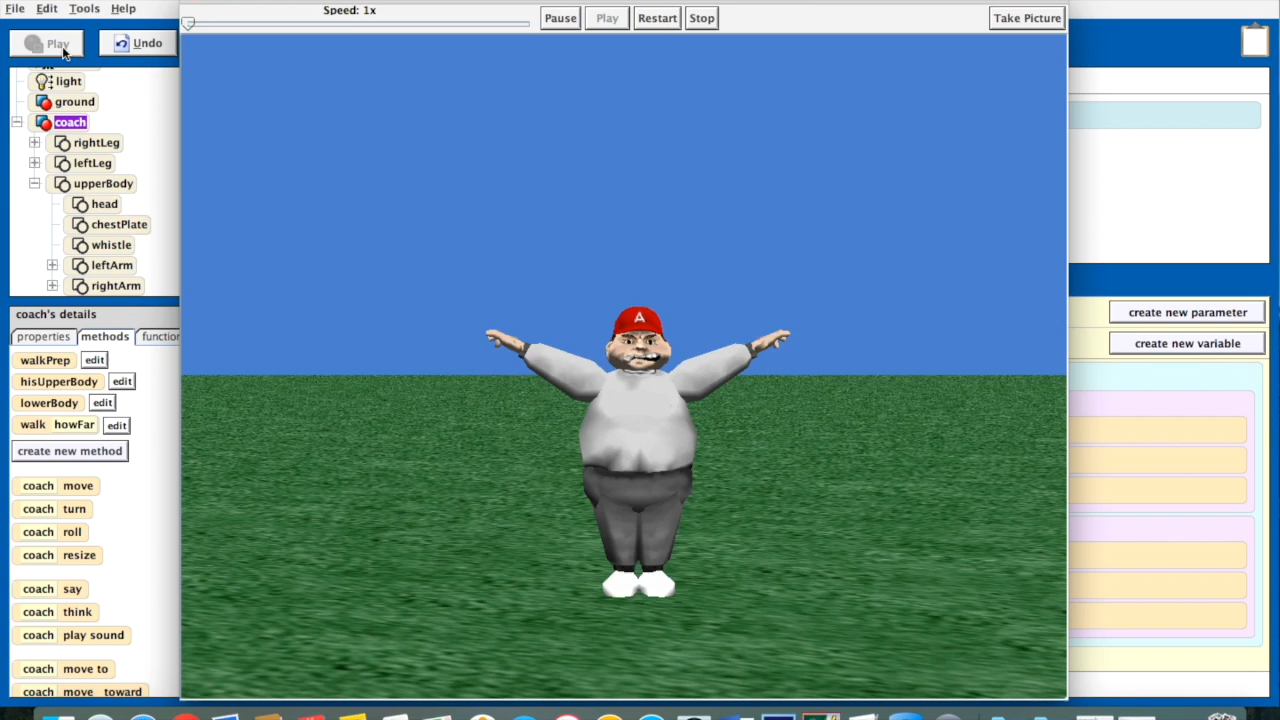 File Edit Tools Help
Speed: 1x
Pause Play Restart Stop Take Picture
Play Undo
light
ground
coach
rightLeg
leftLeg
upperBody
head
chestPlate
whistle
leftArm
rightArm
coach's details
properties methods
walkPrep edit
hisUpperBody edit
lowerBody edit
walk howFar edit
create new method
coach move
coach turn
coach roll
coach resize
coach say
coach think
coach play sound
coach move to
coach move toward
A
create new parameter
create new variable